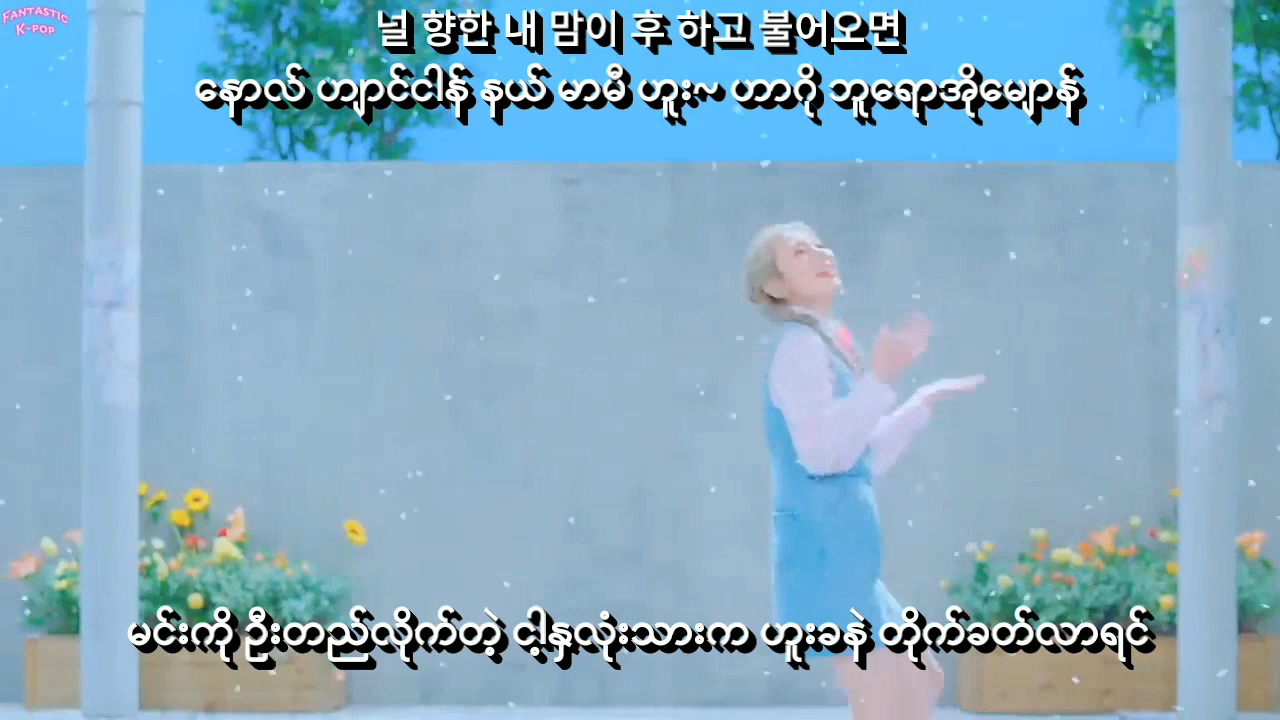 FANTASTIC
K-POP
널 향한 내 맘이 후 하고 불어오면
နောလ် ဟျာင်ငါန် နယ် မာမီ ဟူး~ ဟာဂို ဘူရောအိုမျောန်
မင်းကို ဦးတည်လိုက်တဲ့ ငါ့နှလုံးသားက ဟူးခနဲ တိုက်ခတ်လာရင်